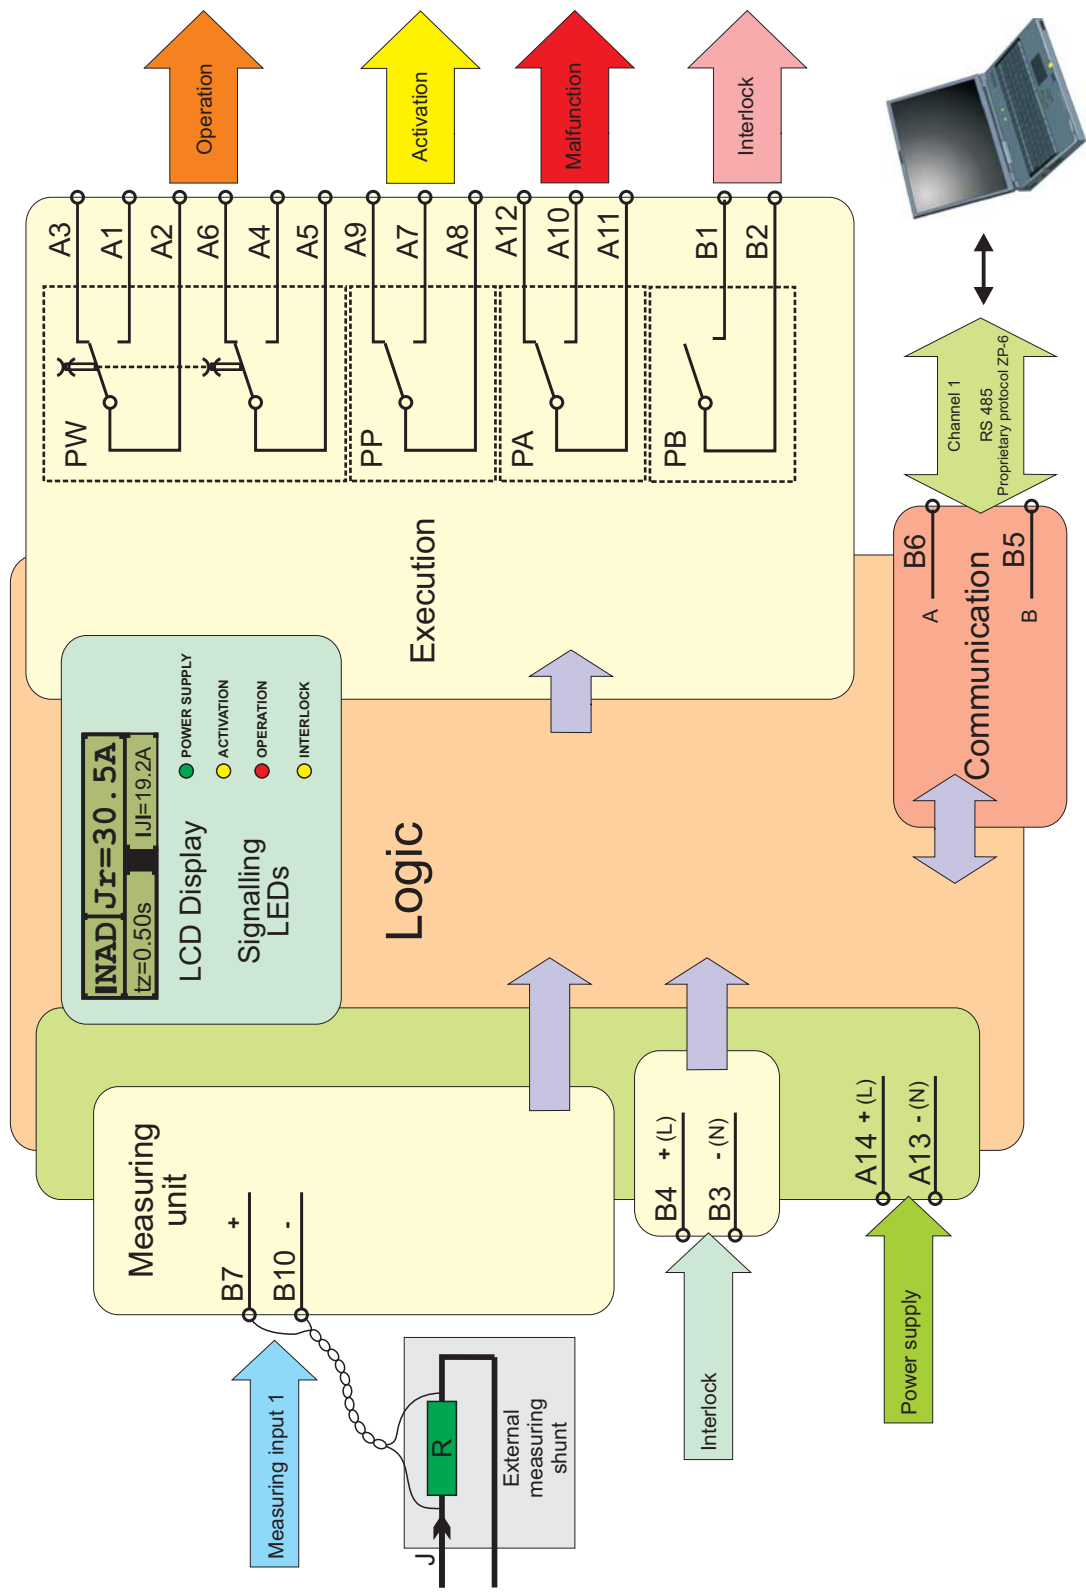 INAD Jr=30.5A
tz=0.50s IJI=19.2A
LCD Display
Signalling
LEDs
POWER SUPPLY
ACTIVATION
OPERATION
INTERLOCK
Logic
Measuring
unit
B7 +
B10 -
Measuring input 1
J
R
External
measuring
shunt
B4 +(L)
B3 -(N)
Interlock
A14 +(L)
A13 -(N)
Power supply
Execution
PW
A3
A1
A2
A6
A4
A5
PP
A9
A7
A8
PA
A12
A10
A11
PB
B1
B2
Operation
Activation
Malfunction
Interlock
Communication
A B6
B B5
Channel 1
RS 485
Proprietary protocol ZP-6